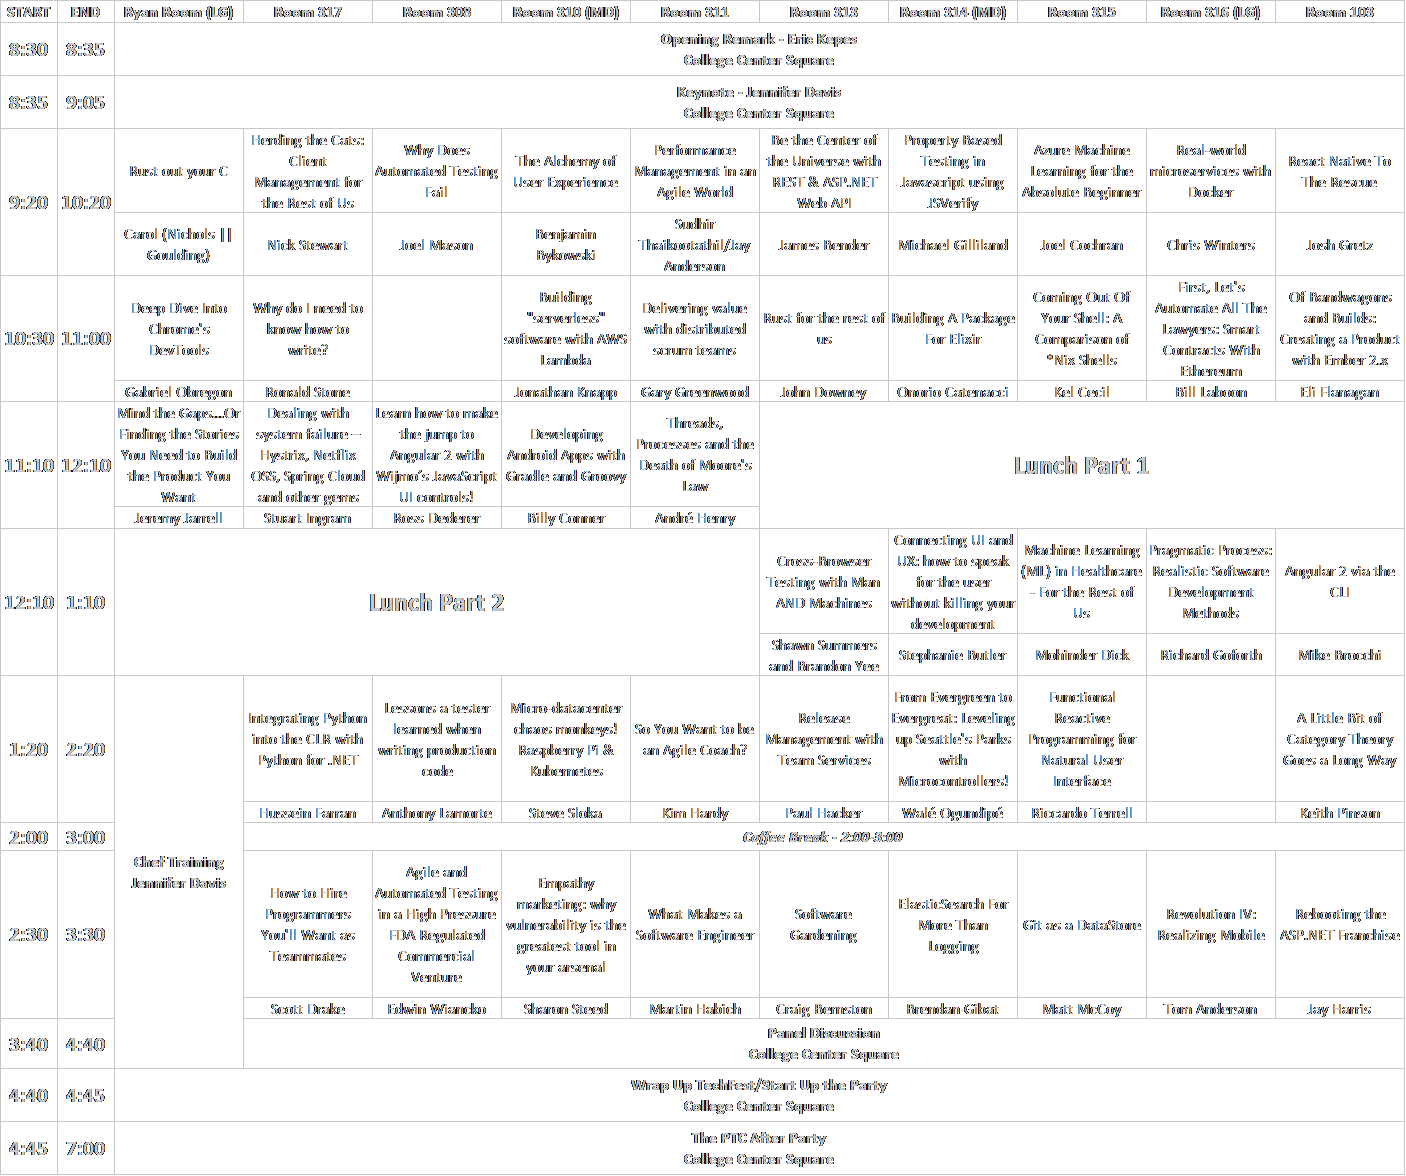 START END Ryan Room (LG) Room 317 Room 308 Room 310 (MD) Room 311 Room 313 Room 314 (MD) Room 315 Room 316 (LG) Room 103
8:30 8:35
Opening Remark - Eric Kepes
College Center Square
8:35 9:05
Keynote - Jennifer Davis
College Center Square
9:20 10:20
Rust out your C
Carol (Nichols || 
Goulding)
Herding the Cats:
Client
Management for
the Rest of Us
Nick Stewart
Why Does
Automated Testing
Fail
Joel Mason
The Alchemy of
User Experience
Benjamin
Bykowski
Performance
Management in an
Agile World
Sudhir
Thaikootathil/Jay
Anderson
Be the Center of
the Universe with
REST & ASP.NET
Web API
James Bender
Property Based
Testing in
Javascript using
JSVerify
Michael Gilliland
Azure Machine
Learning for the
Absolute Beginner
Joel Cochran
Real-world
microservices with
Docker
Chris Winters
React Native To
The Rescue
Josh Gretz
10:30 11:00
Deep Dive Into
Chrome's
DevTools
Gabriel Obregon
Why do I need to
know how to
write?
Ronald Stone
Building
"serverless"
software with AWS
Lambda
Jonathan Knapp
Delivering value
with distributed
scrum teams
Gary Greenwood
Rust for the rest of
us
John Downey
Building A Package
For Elixir
Onorio Catenacci
Coming Out Of
Your Shell: A
Comparison of
*Nix Shells
Kel Cecil
First, Let's
Automate All The
Lawyers: Smart
Contracts With
Ethereum
Bill Laboon
Of Bandwagons
and Builds:
Creating a Product
with Ember 2.x
Eli Flanagan
11:10 12:10
Mind the Gaps...Or
Finding the Stories
You Need to Build
the Product You
Want
Jeremy Jarrell
Dealing with
system failure –
Hystrix, Netflix
OSS, Spring Cloud
and other gems
Stuart Ingram
Learn how to make
the jump to
Angular 2 with
Wijmo's JavaScript
UI controls!
Ross Dederer
Developing
Android Apps with
Gradle and Groovy
Billy Conner
Threads,
Processes and the
Death of Moore's
Law
André Henry
Lunch Part 1
12:10 1:10
Lunch Part 2
Cross-Browser
Testing with Man
AND Machines
Shawn Summers
and Brandon Yee
Connecting UI and
UX: how to speak
for the user
without killing your
development
Stephanie Butler
Machine Learning
(ML) in Healthcare
- For the Rest of
Us
Mohinder Dick
Pragmatic Process:
Realistic Software
Development
Methods
Richard Goforth
Angular 2 via the
CLI
Mike Brocchi
1:20 2:20
Chef Training
Jennifer Davis
Integrating Python
into the CLR with
Python for .NET
Hussein Farran
Lessons a tester
learned when
writing production
code
Anthony Lamorte
Micro-datacenter
chaos monkeys!
Raspberry Pi &
Kubernetes
Steve Sloka
So You Want to be
an Agile Coach?
Kim Hardy
Release
Management with
Team Services
Paul Hacker
From Evergreen to
Evergreat: Leveling
up Seattle's Parks
with
Microcontrollers!
Walé Ogundipé
Functional
Reactive
Programming for
Natural User
Interface
Riccardo Terrell
A Little Bit of
Category Theory
Goes a Long Way
Keith Pinson
2:00 3:00
Coffee Break - 2:00-3:00
2:30 3:30
How to Hire
Programmers
You'll Want as
Teammates
Scott Drake
Agile and
Automated Testing
in a High Pressure
FDA Regulated
Commercial
Venture
Edwin Wiancko
Empathy
marketing: why
vulnerability is the
greatest tool in
your arsenal
Sharon Steed
What Makes a
Software Engineer
Martin Habich
Software
Gardening
Craig Bernston
ElasticSearch For
More Than
Logging
Brendan Gibat
Git as a DataStore
Matt McCoy
Revolution IV:
Realizing Mobile
Tom Anderson
Rebooting the
ASP.NET Franchise
Jay Harris
3:40 4:40
Panel Discussion
College Center Square
4:40 4:45
Wrap Up TechFest/Start Up the Party
College Center Square
4:45 7:00
The PTC After Party
College Center Square